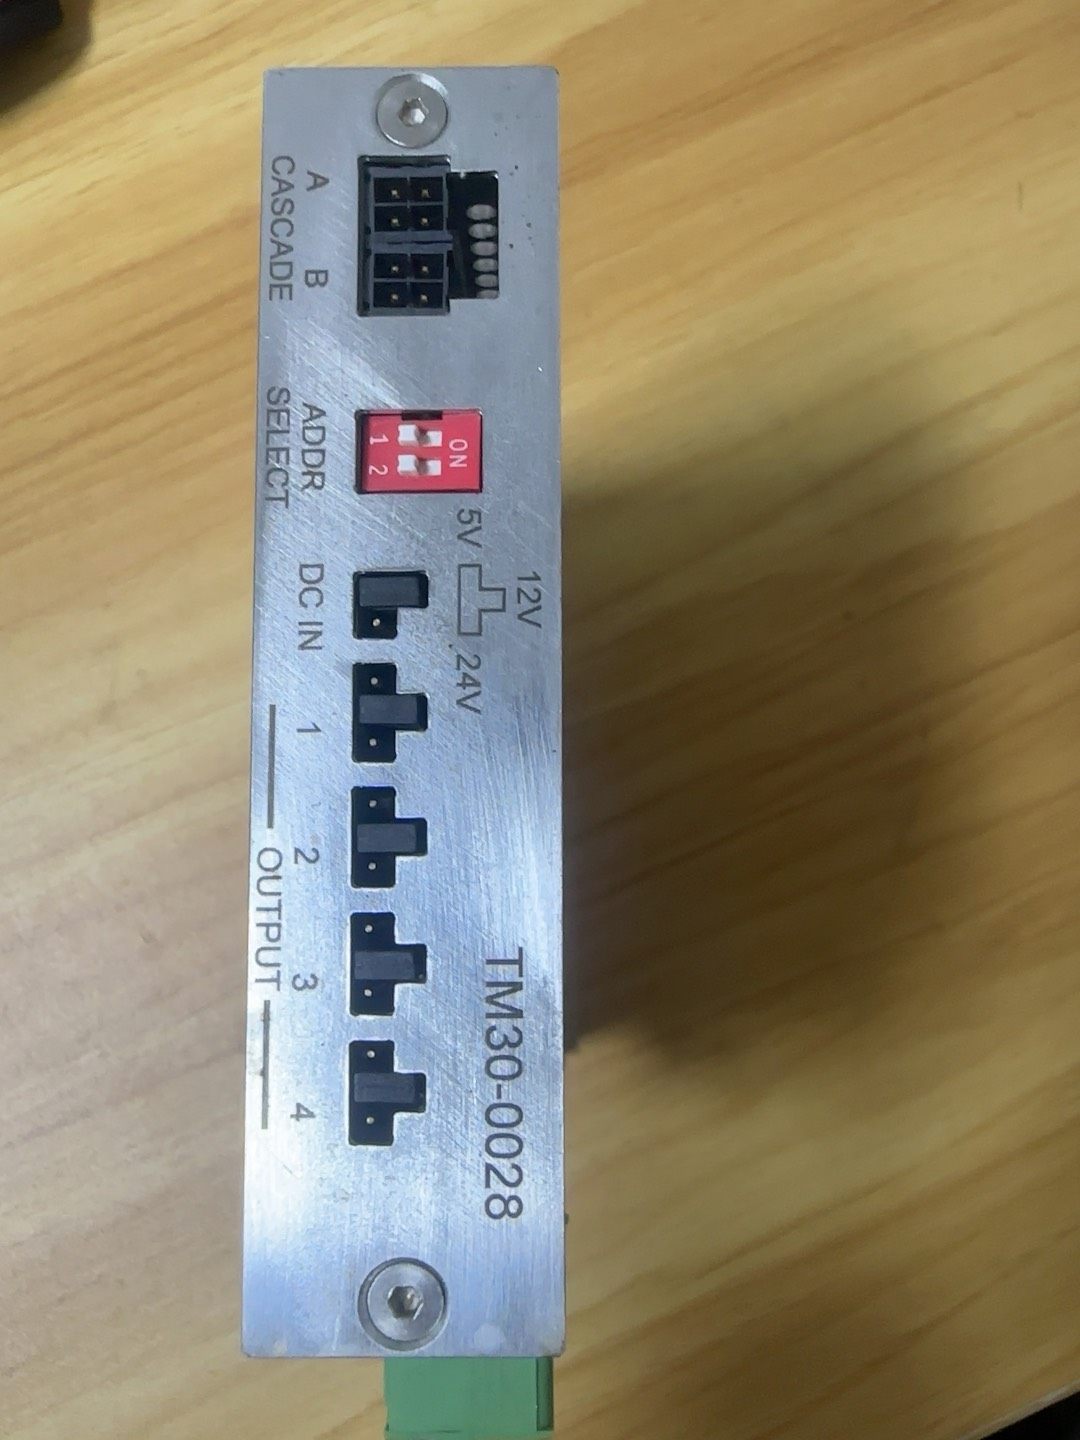 A B
CASCADE
ADDR
SELECT
ON
1 2
12V
5V 24V
DC IN
1 2 3 4
OUTPUT
TM30-0028